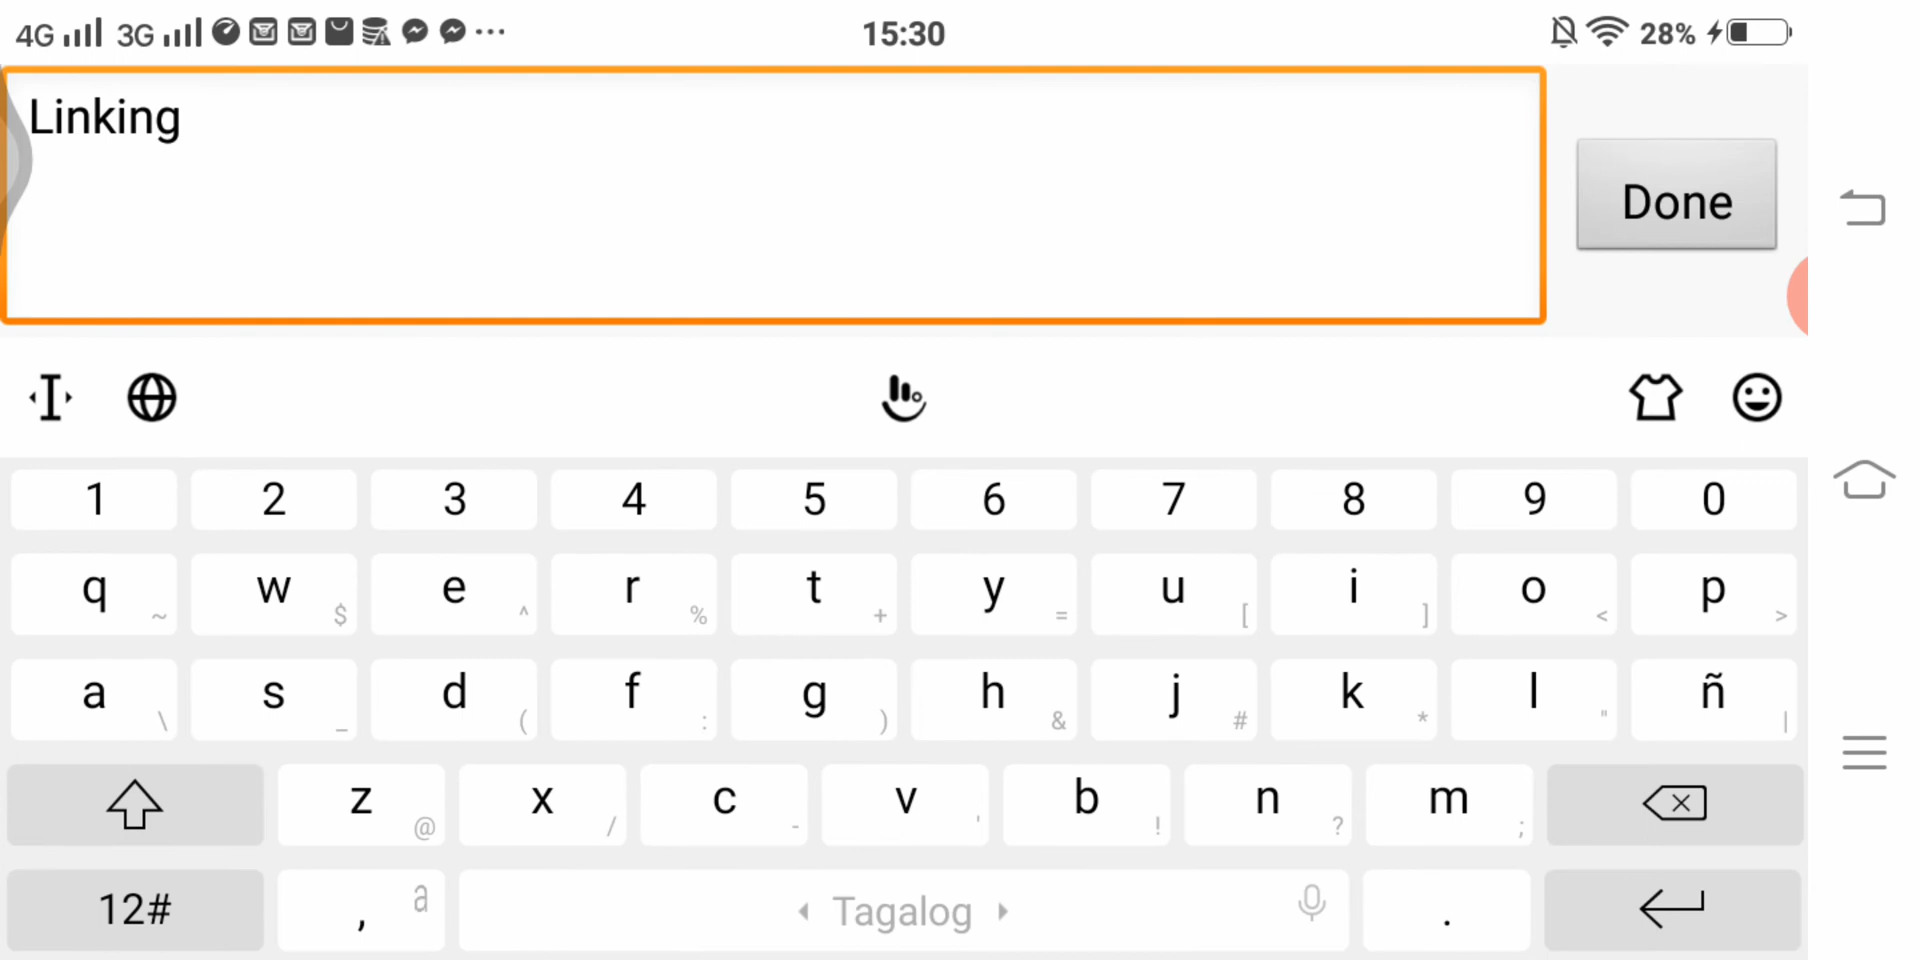 4G 3G 15:30 28%
Linking
Done
1 2 3 4 5 6 7 8 9 0
q ~ w $ e ^ r % t + y = u [ i ] o < p >
a \ s _ d ( f : g ) h & j # k * l " ñ |
z @ x / c - v ' b ! n ? m ;
12# , a Tagalog .